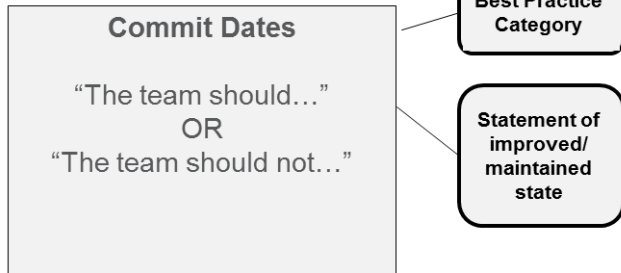 Commit Dates
“The team should…”
OR
“The team should not…”
Best Practice
Category
Statement of
improved/
maintained
state